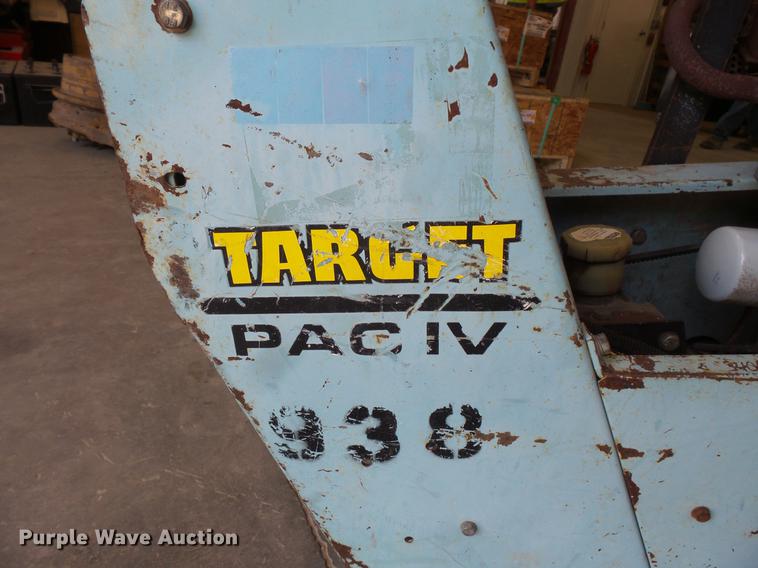 TARGET
PAC IV
938
Purple Wave Auction